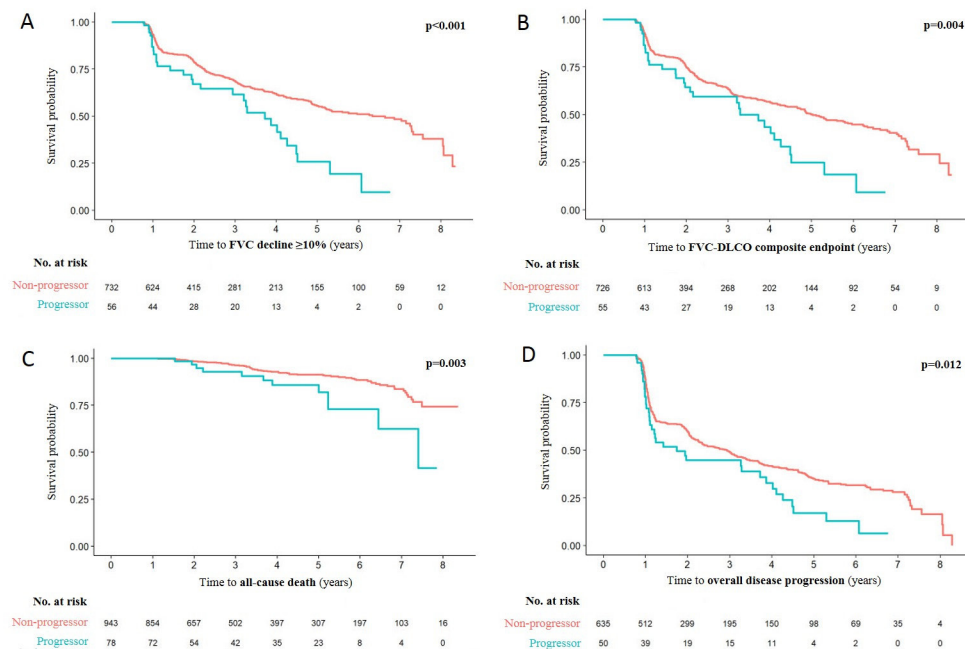 A
p<0.001
Survival probability
1.00
0.75
0.50
0.25
0.00
0 1 2 3 4 5 6 7 8
Time to FVC decline ≥10% (years)
No. at risk
Non-progressor 732 624 415 281 213 155 100 59 12
Progressor 56 44 28 20 13 4 2 0 0
B
p=0.004
Survival probability
1.00
0.75
0.50
0.25
0.00
0 1 2 3 4 5 6 7 8
Time to FVC-DLCO composite endpoint (years)
No. at risk
Non-progressor 726 613 394 268 202 144 92 54 9
Progressor 55 43 27 19 13 4 2 0 0
C
p=0.003
Survival probability
1.00
0.75
0.50
0.25
0.00
0 1 2 3 4 5 6 7 8
Time to all-cause death (years)
No. at risk
Non-progressor 943 854 657 502 397 307 197 103 16
Progressor 78 72 54 42 35 23 8 4 0
D
p=0.012
Survival probability
1.00
0.75
0.50
0.25
0.00
0 1 2 3 4 5 6 7 8
Time to overall disease progression (years)
No. at risk
Non-progressor 635 512 299 195 150 98 69 35 4
Progressor 50 39 19 15 11 4 2 0 0